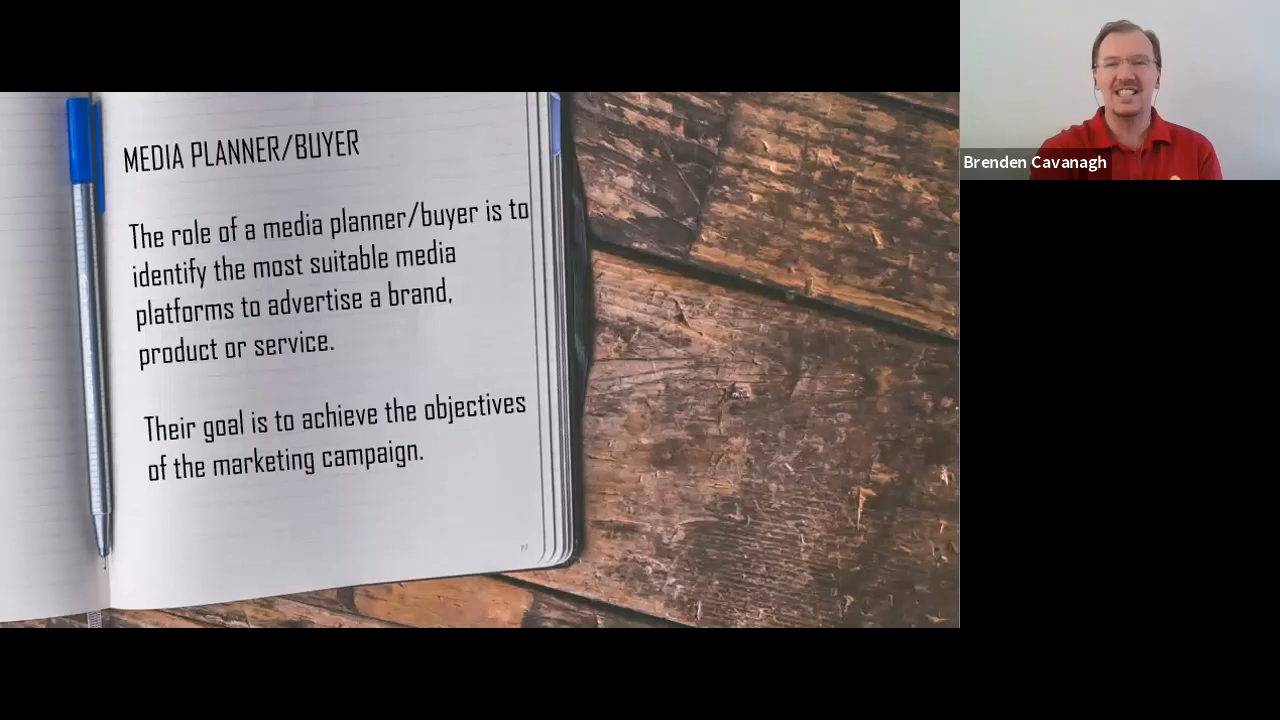 MEDIA PLANNER/BUYER
The role of a media planner/buyer is to
identify the most suitable media
platforms to advertise a brand,
product or service.
Their goal is to achieve the objectives
of the marketing campaign.
Brenden Cavanagh